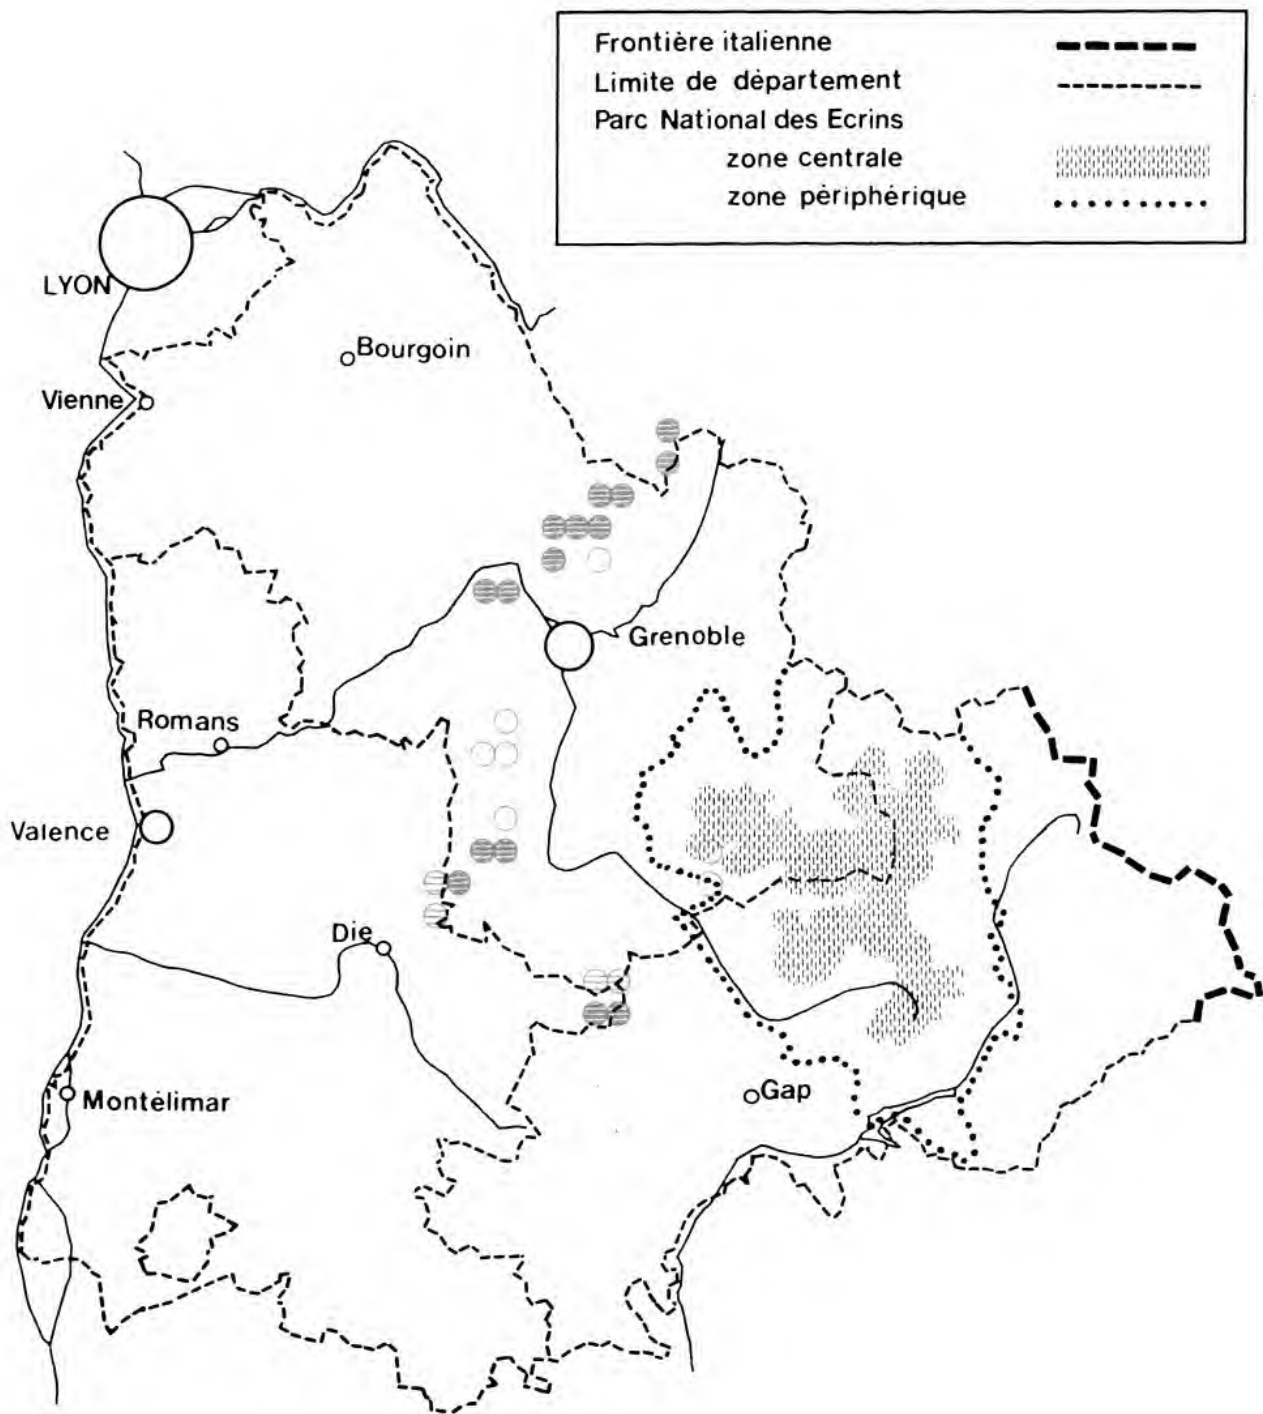 Frontière italienne
Limite de département
Parc National des Ecrins
zone centrale
zone périphérique
LYON
Bourgoin
Vienne
Grenoble
Romans
Valence
Die
Montélimar
Gap